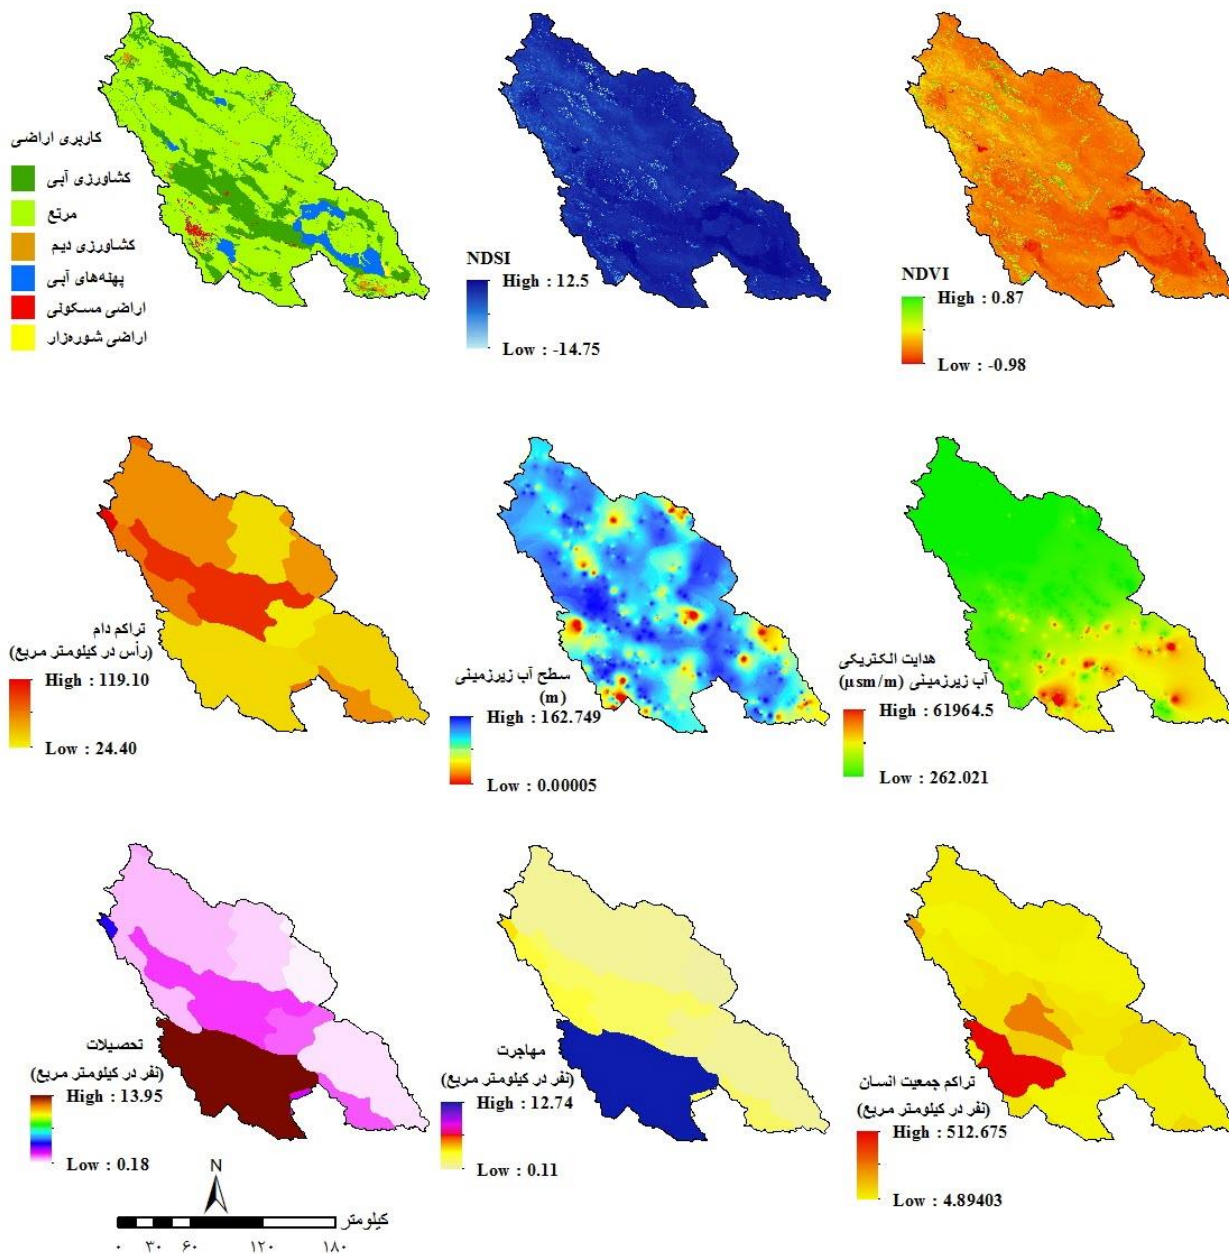 کاربری اراضی
کشاورزی آبی
مرتع
کشاورزی دیم
پهنه‌های آبی
اراضی مسکونی
اراضی شوره‌زار
NDSI
High : 12.5
Low : -14.75
NDVI
High : 0.87
Low : -0.98
تراکم دام
(رأس در کیلومتر مربع)
High : 119.10
Low : 24.40
سطح آب زیرزمینی
(m)
High : 162.749
Low : 0.00005
هدایت الکتریکی
آب زیرزمینی (µsm/m)
High : 61964.5
Low : 262.021
تحصیلات
(نفر در کیلومتر مربع)
High : 13.95
Low : 0.18
مهاجرت
(نفر در کیلومتر مربع)
High : 12.74
Low : 0.11
تراکم جمعیت انسان
(نفر در کیلومتر مربع)
High : 512.675
Low : 4.89403
N
کیلومتر
۰ ۳۰ ۶۰ ۱۲۰ ۱۸۰